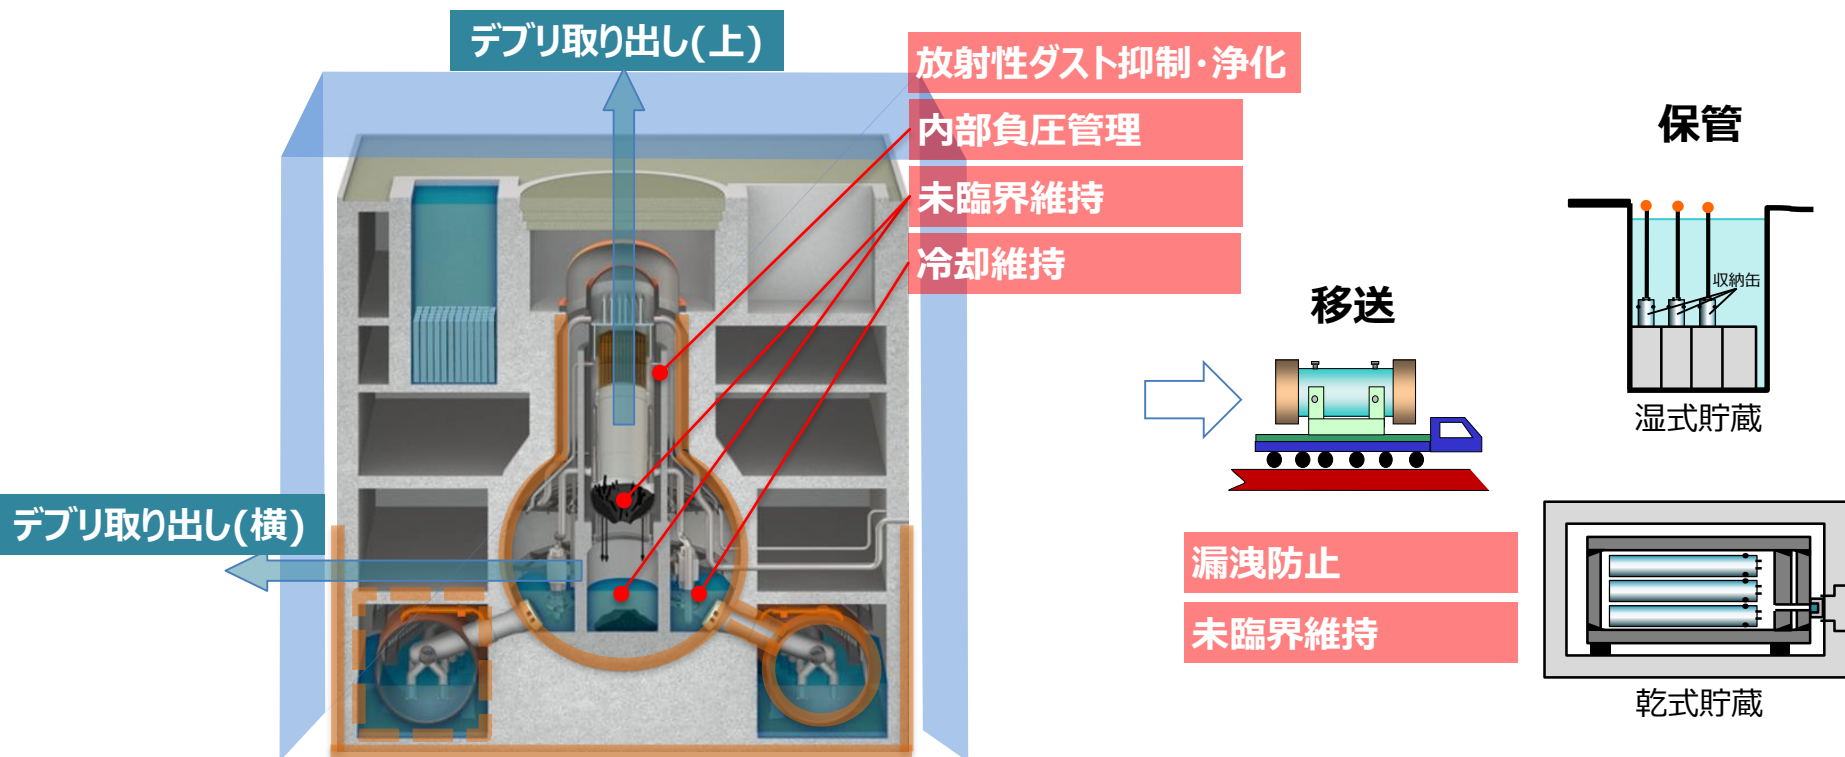 デブリ取り出し(上)
放射性ダスト抑制・浄化
内部負圧管理
未臨界維持
冷却維持
デブリ取り出し(横)
移送
漏洩防止
未臨界維持
保管
収納缶
湿式貯蔵
乾式貯蔵